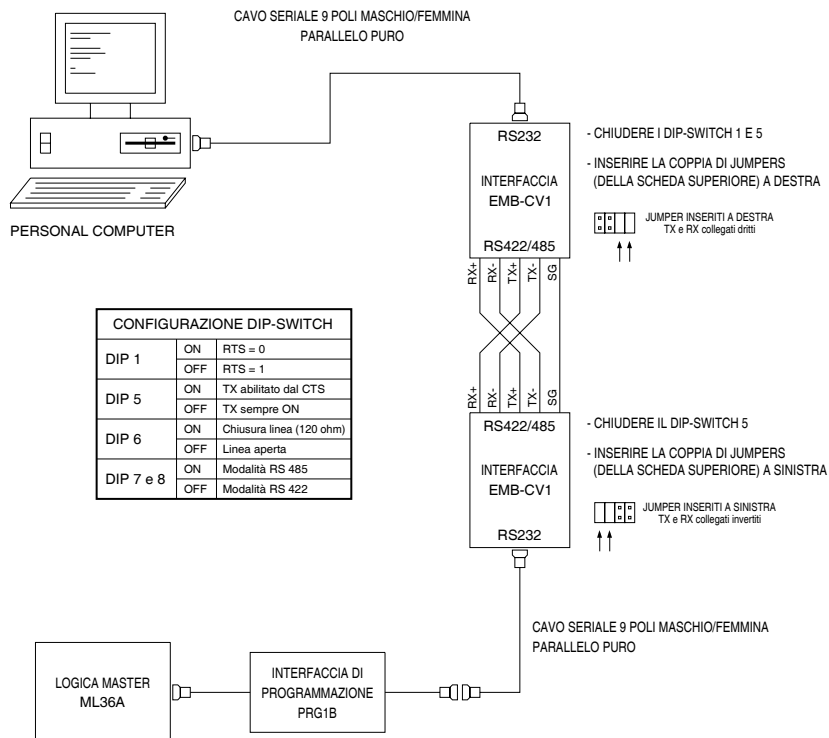 CAVO SERIALE 9 POLI MASCHIO/FEMMINA
PARALLELO PURO
PERSONAL COMPUTER
RS232
INTERFACCIA
EMB-CV1
RS422/485
- CHIUDERE I DIP-SWITCH 1 E 5
- INSERIRE LA COPPIA DI JUMPERS
(DELLA SCHEDA SUPERIORE) A DESTRA
JUMPER INSERITI A DESTRA
TX e RX collegati dritti
RX+
RX-
TX+
TX-
SG
CONFIGURAZIONE DIP-SWITCH
DIP 1
ON RTS = 0
OFF RTS = 1
DIP 5
ON TX abilitato dal CTS
OFF TX sempre ON
DIP 6
ON Chiusura linea (120 ohm)
OFF Linea aperta
DIP 7 e 8
ON Modalità RS 485
OFF Modalità RS 422
RX+
RX-
TX+
TX-
SG
RS422/485
INTERFACCIA
EMB-CV1
RS232
- CHIUDERE IL DIP-SWITCH 5
- INSERIRE LA COPPIA DI JUMPERS
(DELLA SCHEDA SUPERIORE) A SINISTRA
JUMPER INSERITI A SINISTRA
TX e RX collegati invertiti
CAVO SERIALE 9 POLI MASCHIO/FEMMINA
PARALLELO PURO
LOGICA MASTER
ML36A
INTERFACCIA DI
PROGRAMMAZIONE
PRG1B